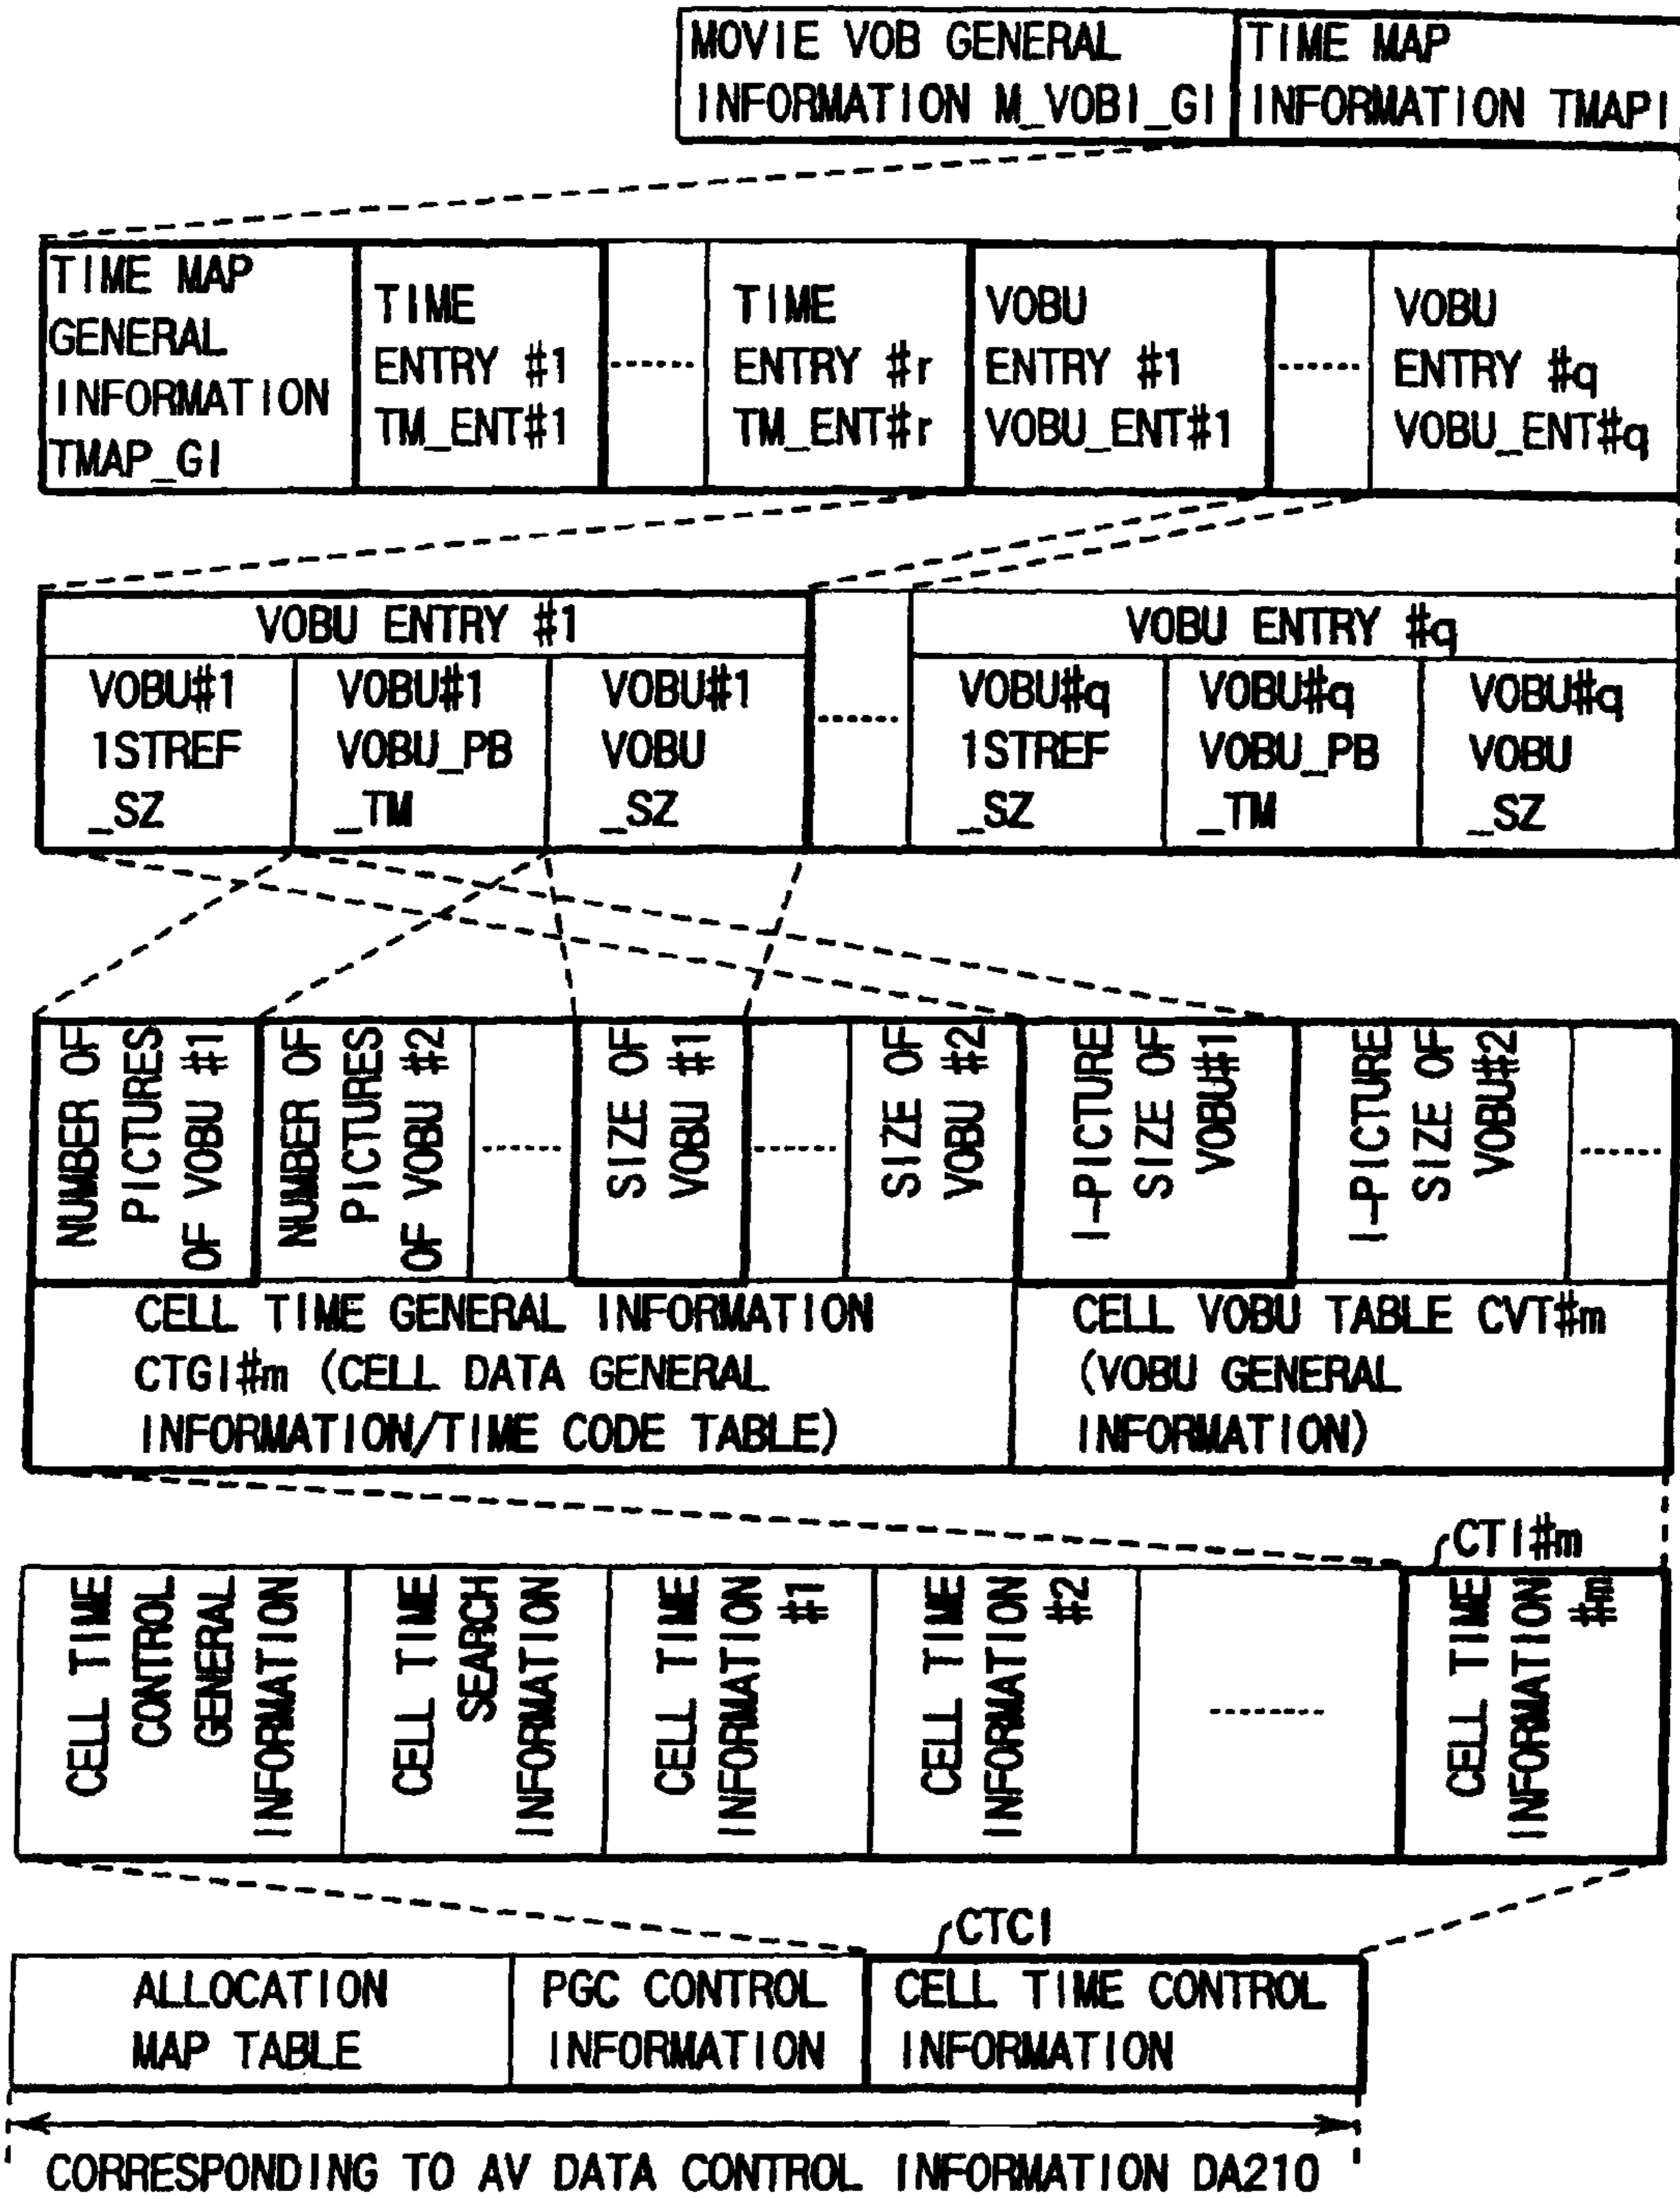 MOVIE VOB GENERAL
INFORMATION M_VOBI_GI
TIME MAP
INFORMATION TMAPI
TIME MAP
GENERAL
INFORMATION
TMAP_GI
TIME
ENTRY #1
TM_ENT#1
TIME
ENTRY #r
TM_ENT#r
VOBU
ENTRY #1
VOBU_ENT#1
VOBU
ENTRY #q
VOBU_ENT#q
VOBU ENTRY #1
VOBU#1
1STREF
_SZ
VOBU#1
VOBU_PB
_TM
VOBU#1
VOBU
_SZ
VOBU ENTRY #q
VOBU#q
1STREF
_SZ
VOBU#q
VOBU_PB
_TM
VOBU#q
VOBU
_SZ
NUMBER OF
PICTURES
OF VOBU #1
NUMBER OF
PICTURES
OF VOBU #2
SIZE OF
VOBU #1
SIZE OF
VOBU #2
I-PICTURE
SIZE OF
VOBU#1
I-PICTURE
SIZE OF
VOBU#2
CELL TIME GENERAL INFORMATION
CTGI#m (CELL DATA GENERAL
INFORMATION/TIME CODE TABLE)
CELL VOBU TABLE CVT#m
(VOBU GENERAL
INFORMATION)
CTI#m
CELL TIME
CONTROL
GENERAL
INFORMATION
CELL TIME
SEARCH
INFORMATION
CELL TIME
INFORMATION
#1
CELL TIME
INFORMATION
#2
CELL TIME
INFORMATION
#m
CTCI
ALLOCATION
MAP TABLE
PGC CONTROL
INFORMATION
CELL TIME CONTROL
INFORMATION
CORRESPONDING TO AV DATA CONTROL INFORMATION DA210